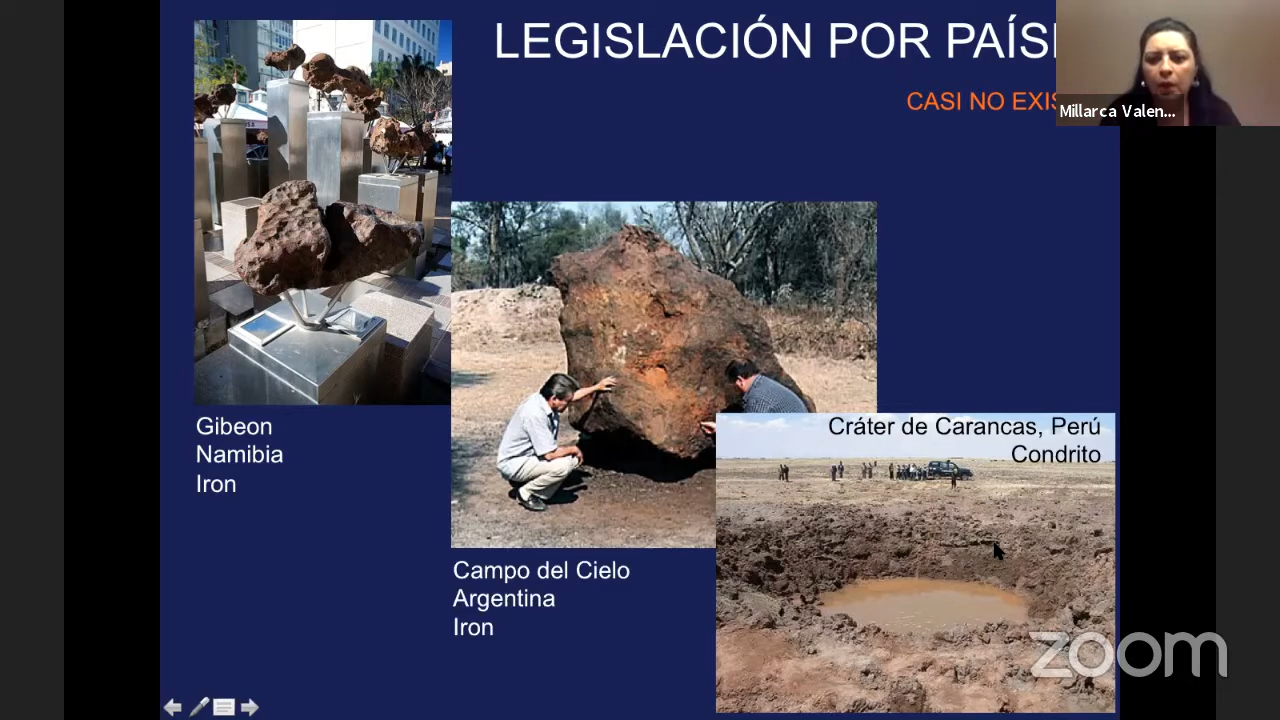 LEGISLACIÓN POR PAÍS
CASI NO EXIS
Millarca Valen...
Gibeon
Namibia
Iron
Campo del Cielo
Argentina
Iron
Cráter de Carancas, Perú
Condrito
zoom